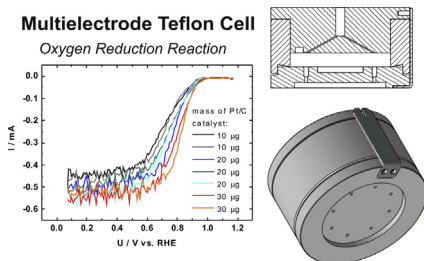 Multielectrode Teflon Cell
Oxygen Reduction Reaction
0.0
-0.1
-0.2
-0.3
-0.4
-0.5
-0.6
I / mA
mass of Pt/C
catalyst:
10 µg
10 µg
20 µg
20 µg
20 µg
30 µg
30 µg
0.0 0.2 0.4 0.6 0.8 1.0 1.2
U / V vs. RHE